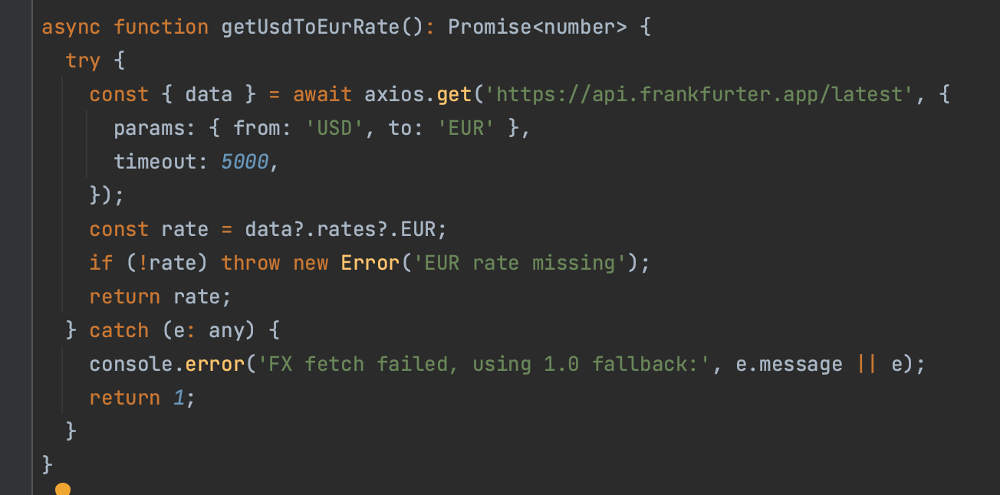 async function getUsdToEurRate(): Promise<number> {
  try {
    const { data } = await axios.get('https://api.frankfurter.app/latest', {
      params: { from: 'USD', to: 'EUR' },
      timeout: 5000,
    });
    const rate = data?.rates?.EUR;
    if (!rate) throw new Error('EUR rate missing');
    return rate;
  } catch (e: any) {
    console.error('FX fetch failed, using 1.0 fallback:', e.message || e);
    return 1;
  }
}